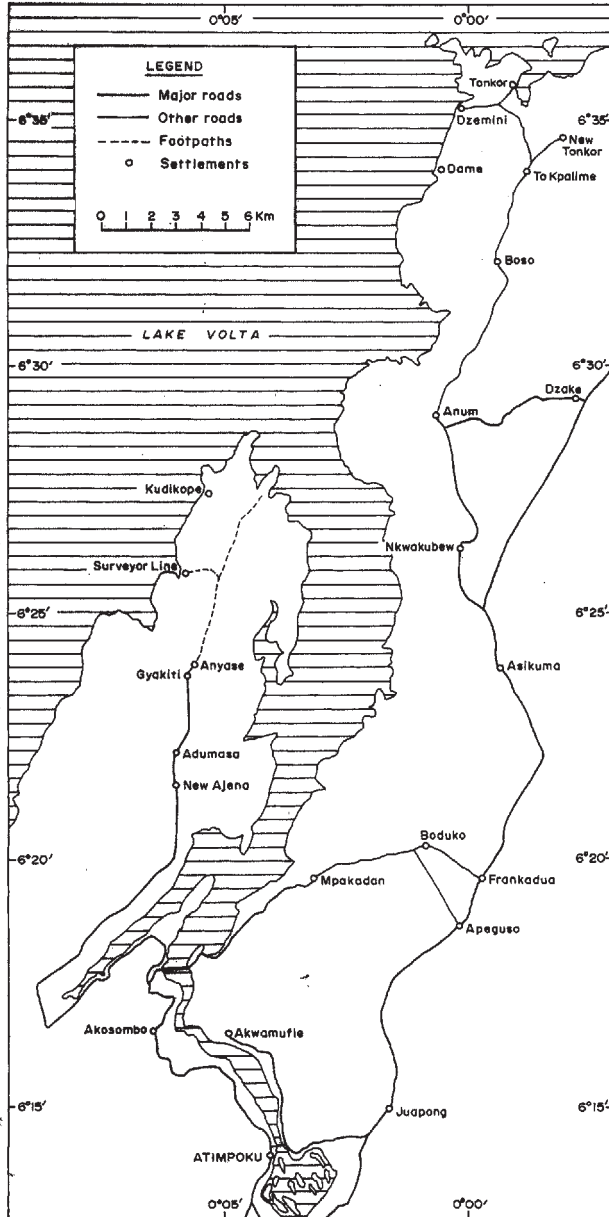 0°05'
0°00'
LEGEND
Major roads
Other roads
Footpaths
Settlements
0 1 2 3 4 5 6 Km
Tonkor
Dzemini
6°35'
6°35'
New
Tonkor
Dame
To Kpalime
Boso
LAKE VOLTA
6°30'
6°30'
Dzake
Anum
Kudikope
Nkwakubew
Surveyor Line
6°25'
6°25'
Anyase
Asikuma
Gyakiti
Adumasa
New Ajena
Boduko
6°20'
6°20'
Mpakadan
Frankadua
Apeguso
Akosombo
Akwamufie
6°15'
6°15'
Juapong
ATIMPOKU
0°05'
0°00'